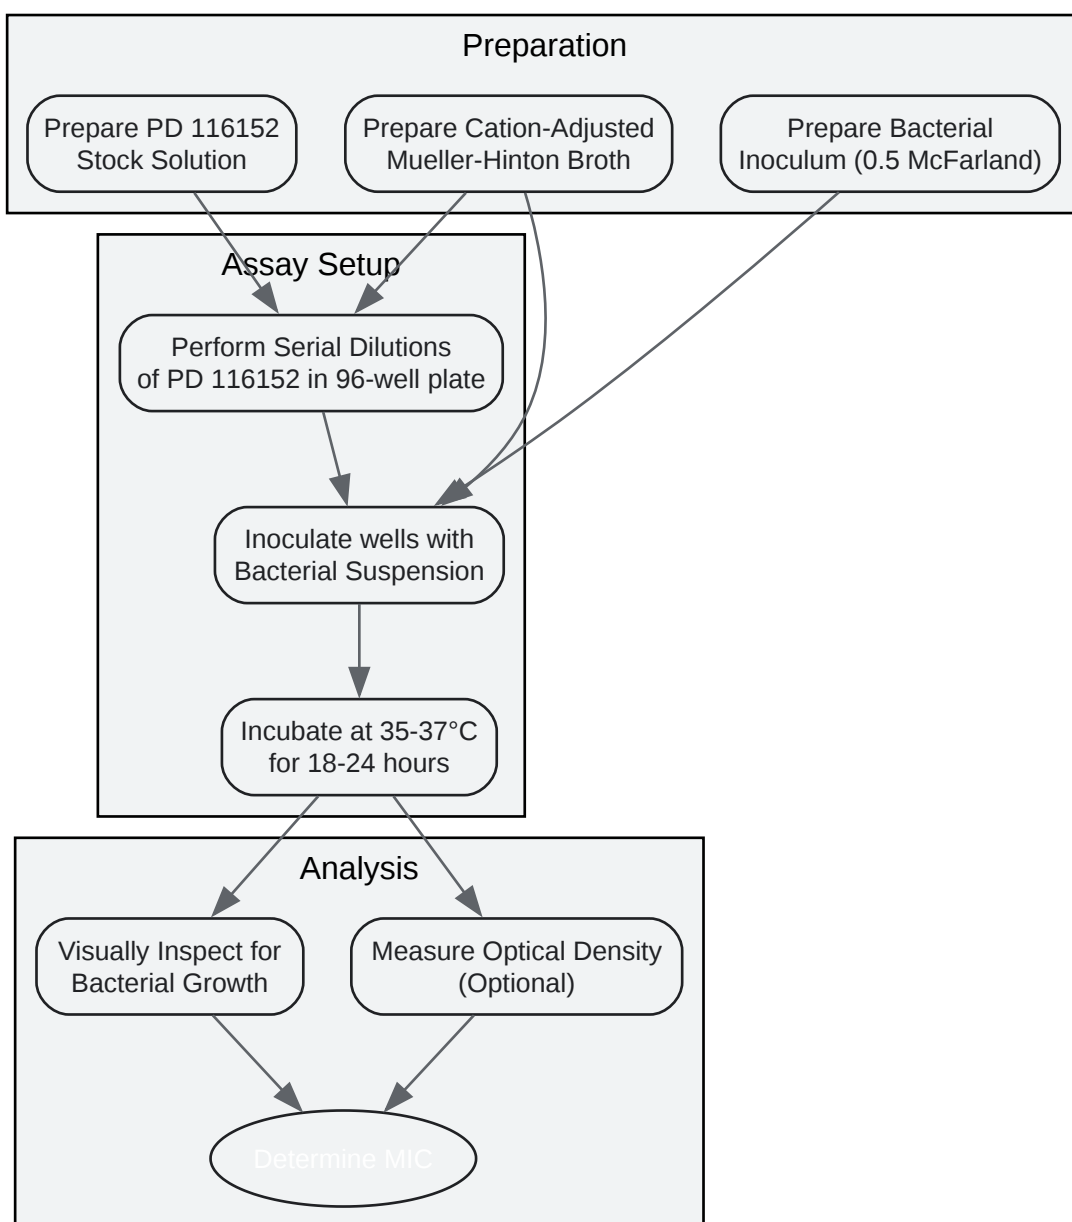 Preparation
Prepare PD 116152
Stock Solution
Prepare Cation-Adjusted
Mueller-Hinton Broth
Prepare Bacterial
Inoculum (0.5 McFarland)
Assay Setup
Perform Serial Dilutions
of PD 116152 in 96-well plate
Inoculate wells with
Bacterial Suspension
Incubate at 35-37°C
for 18-24 hours
Analysis
Visually Inspect for
Bacterial Growth
Measure Optical Density
(Optional)
Determine MIC